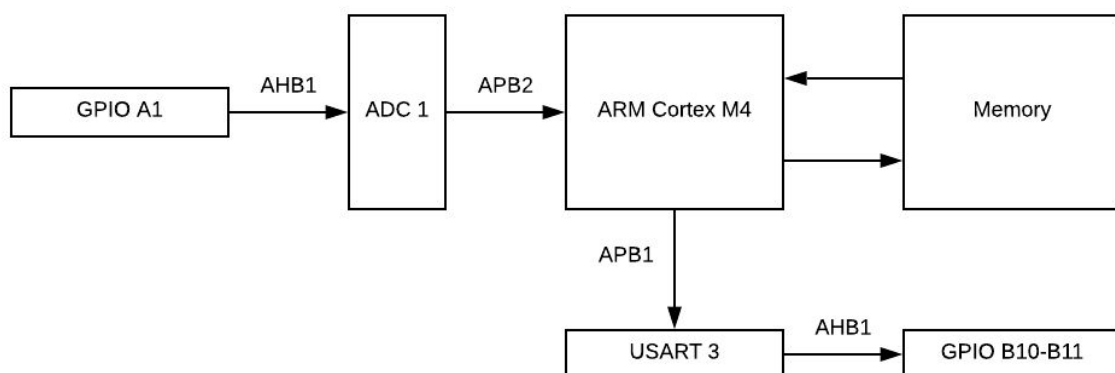 AHB1
APB2
GPIO A1
ADC 1
ARM Cortex M4
Memory
APB1
AHB1
USART 3
GPIO B10-B11